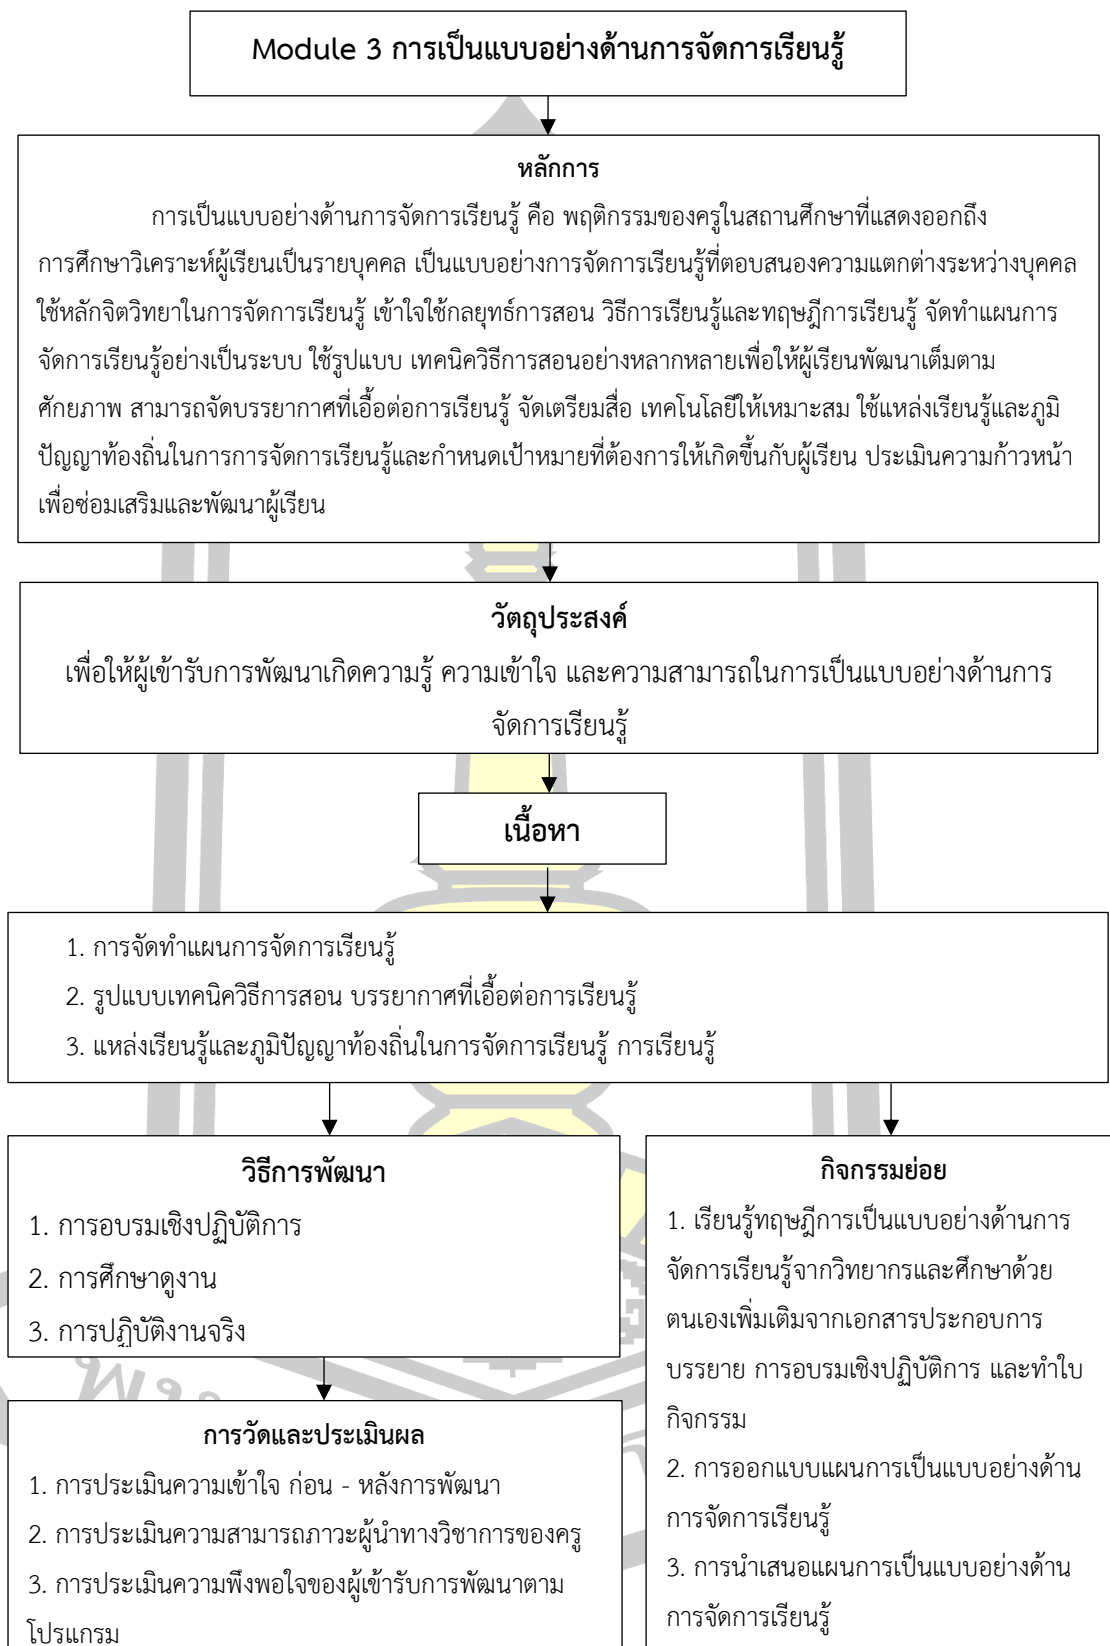 Module 3 การเป็นแบบอย่างด้านการจัดการเรียนรู้
หลักการ
การเป็นแบบอย่างด้านการจัดการเรียนรู้ คือ พฤติกรรมของครูในสถานศึกษาที่แสดงออกถึง
การศึกษาวิเคราะห์ผู้เรียนเป็นรายบุคคล เป็นแบบอย่างการจัดการเรียนรู้ที่ตอบสนองความแตกต่างระหว่างบุคคล
ใช้หลักจิตวิทยาในการจัดการเรียนรู้ เข้าใจใช้กลยุทธ์การสอน วิธีการเรียนรู้และทฤษฎีการเรียนรู้ จัดทำแผนการ
จัดการเรียนรู้อย่างเป็นระบบ ใช้รูปแบบ เทคนิควิธีการสอนอย่างหลากหลายเพื่อให้ผู้เรียนพัฒนาเต็มตาม
ศักยภาพ สามารถจัดบรรยากาศที่เอื้อต่อการเรียนรู้ จัดเตรียมสื่อ เทคโนโลยีให้เหมาะสม ใช้แหล่งเรียนรู้และภูมิ
ปัญญาท้องถิ่นในการการจัดการเรียนรู้และกำหนดเป้าหมายที่ต้องการให้เกิดขึ้นกับผู้เรียน ประเมินความก้าวหน้า
เพื่อซ่อมเสริมและพัฒนาผู้เรียน
วัตถุประสงค์
เพื่อให้ผู้เข้ารับการพัฒนาเกิดความรู้ ความเข้าใจ และความสามารถในการเป็นแบบอย่างด้านการ
จัดการเรียนรู้
เนื้อหา
1. การจัดทำแผนการจัดการเรียนรู้
2. รูปแบบเทคนิควิธีการสอน บรรยากาศที่เอื้อต่อการเรียนรู้
3. แหล่งเรียนรู้และภูมิปัญญาท้องถิ่นในการจัดการเรียนรู้ การเรียนรู้
วิธีการพัฒนา
1. การอบรมเชิงปฏิบัติการ
2. การศึกษาดูงาน
3. การปฏิบัติงานจริง
การวัดและประเมินผล
1. การประเมินความเข้าใจ ก่อน - หลังการพัฒนา
2. การประเมินความสามารถภาวะผู้นำทางวิชาการของครู
3. การประเมินความพึงพอใจของผู้เข้ารับการพัฒนาตาม
โปรแกรม
กิจกรรมย่อย
1. เรียนรู้ทฤษฎีการเป็นแบบอย่างด้านการ
จัดการเรียนรู้จากวิทยากรและศึกษาด้วย
ตนเองเพิ่มเติมจากเอกสารประกอบการ
บรรยาย การอบรมเชิงปฏิบัติการ และทำใบ
กิจกรรม
2. การออกแบบแผนการเป็นแบบอย่างด้าน
การจัดการเรียนรู้
3. การนำเสนอแผนการเป็นแบบอย่างด้าน
การจัดการเรียนรู้